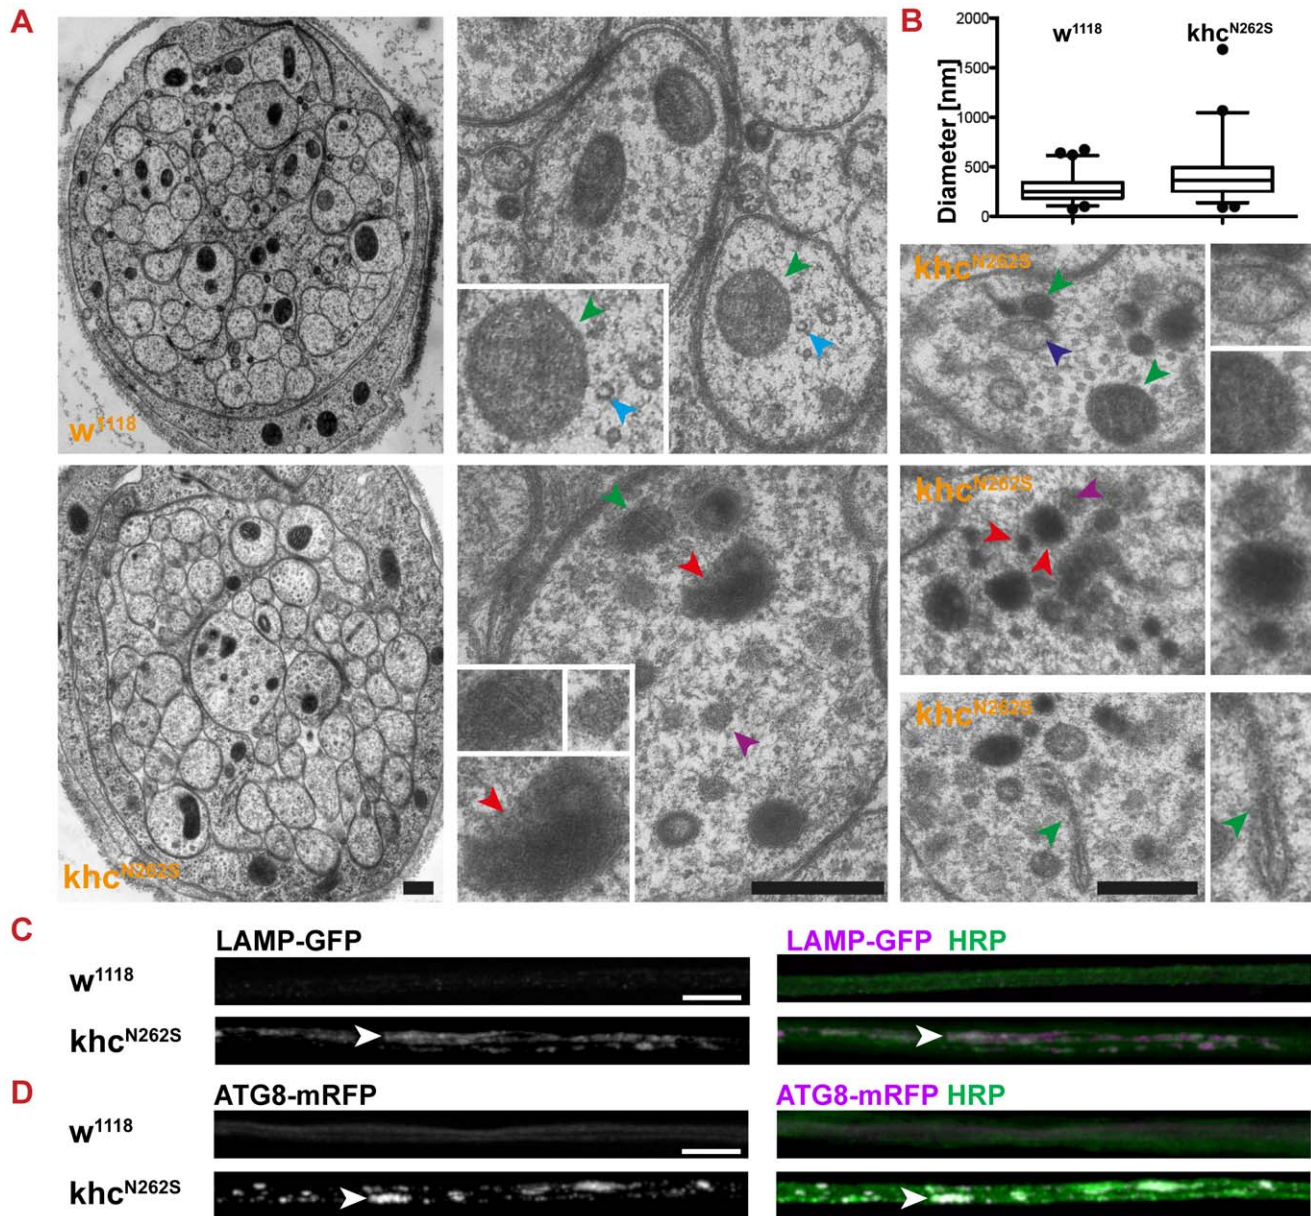 A
B
w1118
khcN262S
2000
1500
1000
500
0
Diameter [nm]
w1118
khcN262S
khcN262S
khcN262S
khcN262S
C
LAMP-GFP
LAMP-GFP HRP
w1118
khcN262S
D
ATG8-mRFP
ATG8-mRFP HRP
w1118
khcN262S